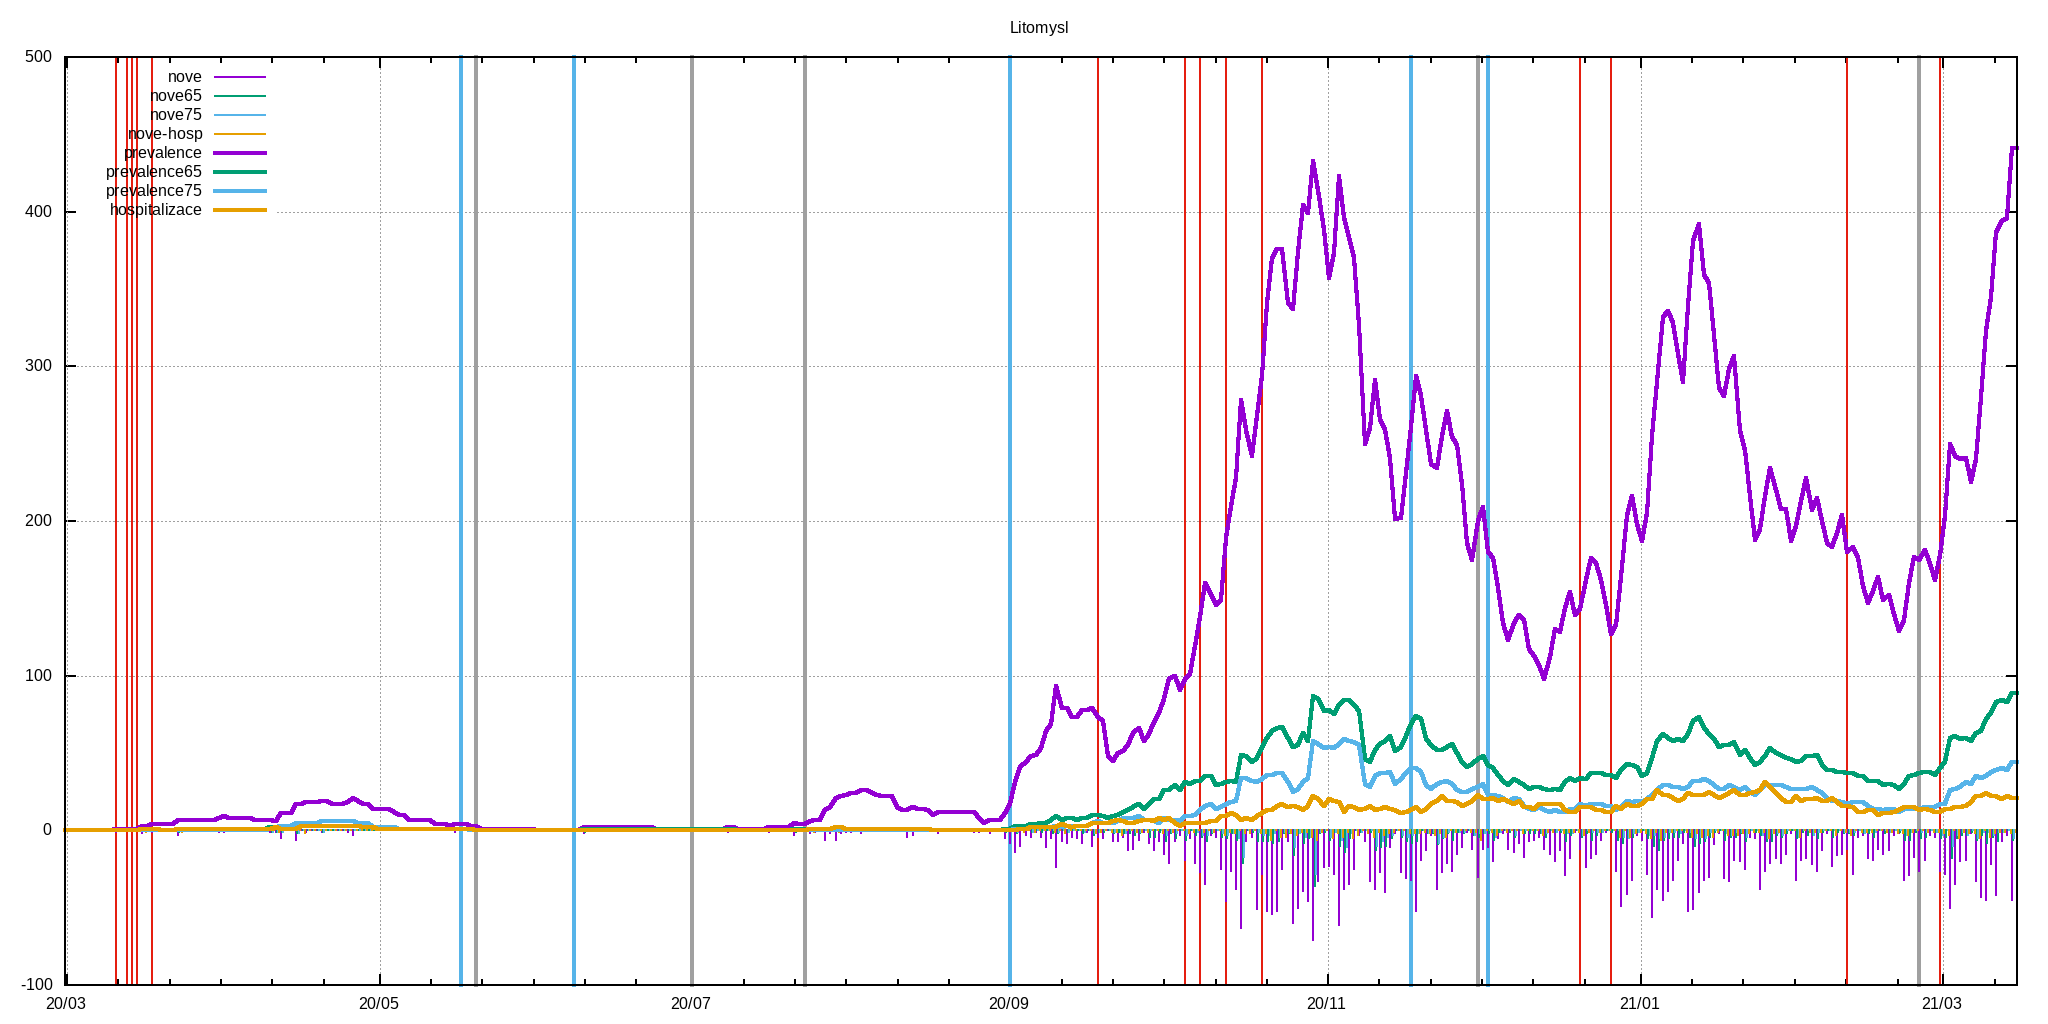 Litomysl
500
nove
nove65
nove75
nove-hosp
prevalence
prevalence65
prevalence75
hospitalizace
400
300
200
100
0
-100
20/03 20/05 20/07 20/09 20/11 21/01 21/03